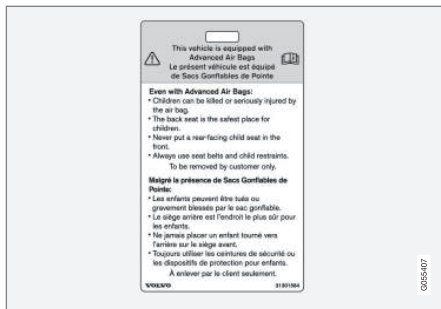 This vehicle is equipped with
Advanced Air Bags
Le présent véhicule est équipé
de Sacs Gonflables de Pointe
Even with Advanced Air Bags:
• Children can be killed or seriously injured by
the air bag.
• The back seat is the safest place for
children.
• Never put a rear-facing child seat in the
front.
• Always use seat belts and child restraints.
To be removed by customer only.
Malgré la présence de Sacs Gonflables de
Pointe:
• Les enfants peuvent être tués ou
gravement blessés par le sac gonflable.
• Le siège arrière est l'endroit le plus sûr pour
les enfants.
• Ne jamais placer un enfant tourné vers
l'arrière sur le siège avant.
• Toujours utiliser les ceintures de sécurité ou
les dispositifs de protection pour enfants.
À enlever par le client seulement.
VOLVO 31301564
G055407